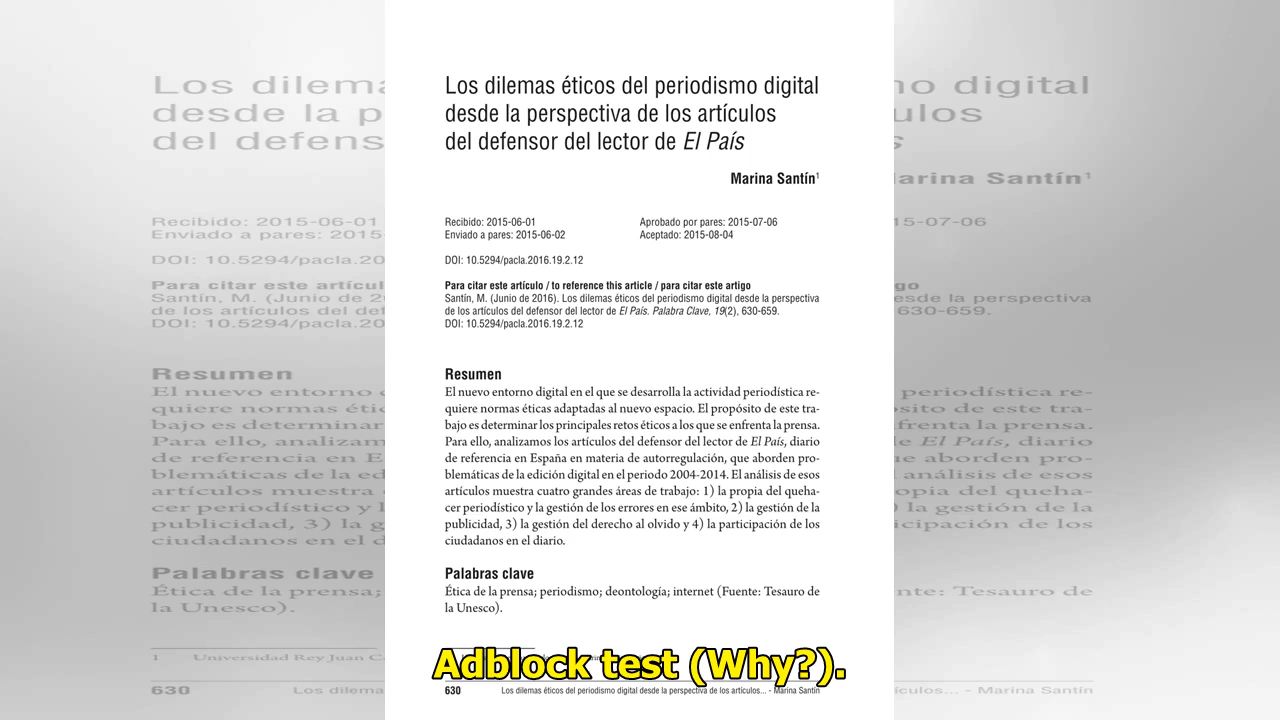 Los dilemas éticos del periodismo digital
desde la perspectiva de los artículos
del defensor del lector de El País
Marina Santín¹
Recibido: 2015-06-01
Aprobado por pares: 2015-07-06
Enviado a pares: 2015-06-02
Aceptado: 2015-08-04
DOI: 10.5294/pacla.2016.19.2.12
Para citar este artículo / to reference this article / para citar este artigo
Santín, M. (Junio de 2016). Los dilemas éticos del periodismo digital desde la perspectiva
de los artículos del defensor del lector de El País. Palabra Clave, 19(2), 630-659.
DOI: 10.5294/pacla.2016.19.2.12
Resumen
El nuevo entorno digital en el que se desarrolla la actividad periodística re-
quiere normas éticas adaptadas al nuevo espacio. El propósito de este tra-
bajo es determinar los principales retos éticos a los que se enfrenta la prensa.
Para ello, analizamos los artículos del defensor del lector de El País, diario
de referencia en España en materia de autorregulación, que aborden pro-
blemáticas de la edición digital en el periodo 2004-2014. El análisis de esos
artículos muestra cuatro grandes áreas de trabajo: 1) la propia del queha-
cer periodístico y la gestión de los errores en ese ámbito, 2) la gestión de la
publicidad, 3) la gestión del derecho al olvido y 4) la participación de los
ciudadanos en el diario.
Palabras clave
Ética de la prensa; periodismo; deontología; internet (Fuente: Tesauro de
la Unesco).
Adblock test (Why?).
630 Los dilemas éticos del periodismo digital desde la perspectiva de los artículos... - Marina Santín